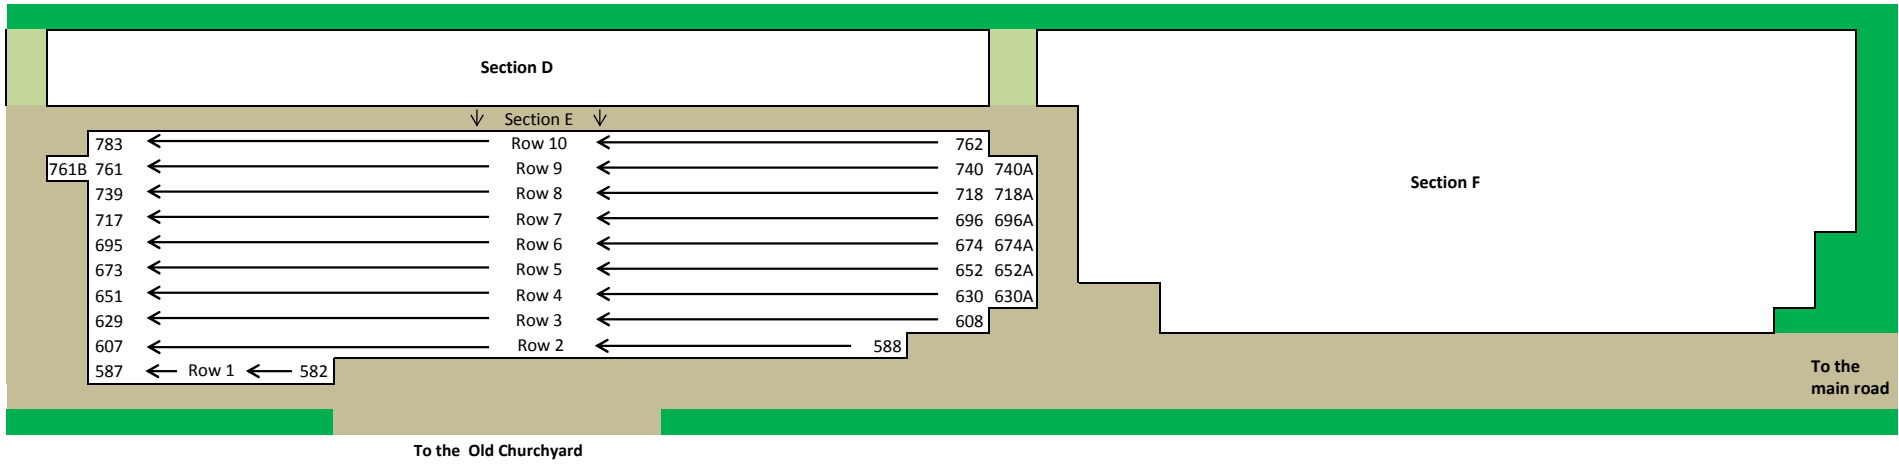 Section D
↓ Section E ↓
783 ← Row 10 ← 762
761B 761 ← Row 9 ← 740 740A
739 ← Row 8 ← 718 718A
717 ← Row 7 ← 696 696A
695 ← Row 6 ← 674 674A
673 ← Row 5 ← 652 652A
651 ← Row 4 ← 630 630A
629 ← Row 3 ← 608
607 ← Row 2 ← 588
587 ← Row 1 ← 582
Section F
To the
main road
To the Old Churchyard